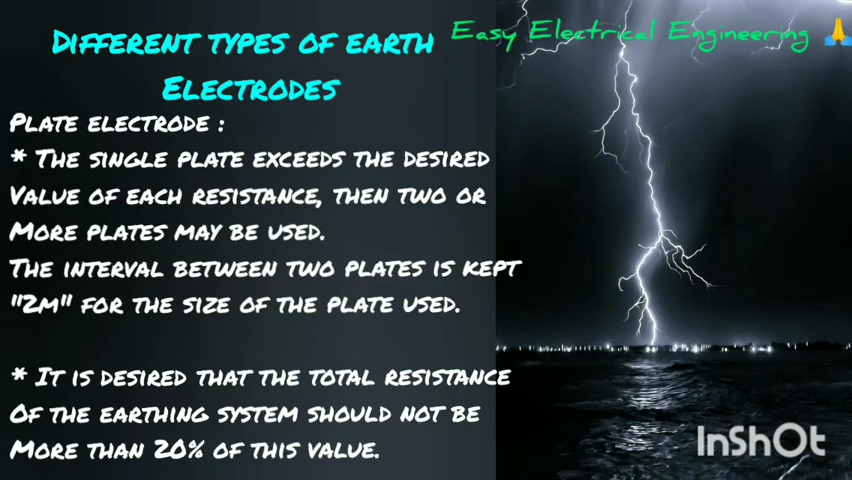 Different types of earth
Electrodes
Easy Electrical Engineering 🙏
Plate electrode :
* The single plate exceeds the desired
Value of each resistance, then two or
More plates may be used.
The interval between two plates is kept
"2m" for the size of the plate used.
* It is desired that the total resistance
Of the earthing system should not be
More than 20% of this value.
InShOt